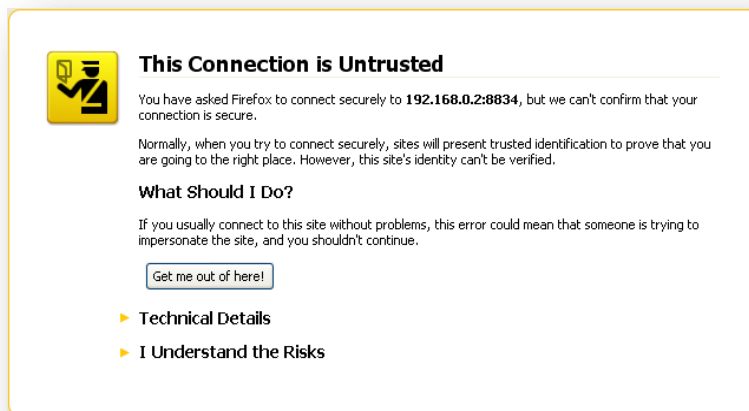 This Connection is Untrusted
You have asked Firefox to connect securely to 192.168.0.2:8834, but we can't confirm that your
connection is secure.
Normally, when you try to connect securely, sites will present trusted identification to prove that you
are going to the right place. However, this site's identity can't be verified.
What Should I Do?
If you usually connect to this site without problems, this error could mean that someone is trying to
impersonate the site, and you shouldn't continue.
Get me out of here!
Technical Details
I Understand the Risks